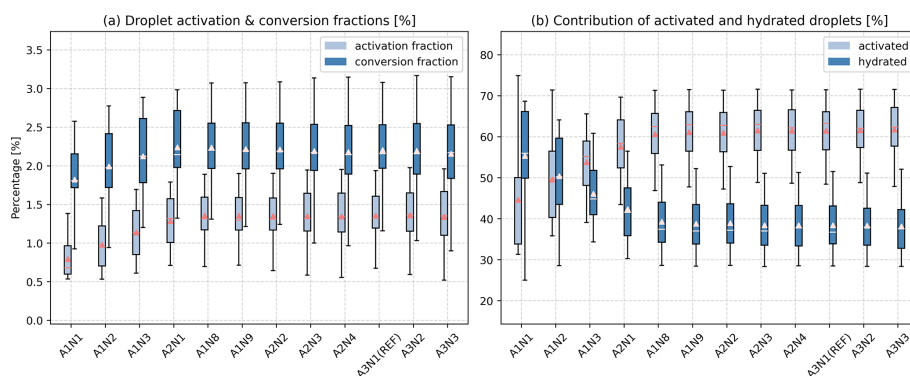 (a) Droplet activation & conversion fractions [%]
activation fraction
conversion fraction
Percentage [%]
3.5
3.0
2.5
2.0
1.5
1.0
0.5
0.0
A1N1
A1N2
A1N3
A2N1
A1N8
A1N9
A2N2
A2N3
A2N4
A3N1(REF)
A3N2
A3N3
(b) Contribution of activated and hydrated droplets [%]
activated
hydrated
80
70
60
50
40
30
20
A1N1
A1N2
A1N3
A2N1
A1N8
A1N9
A2N2
A2N3
A2N4
A3N1(REF)
A3N2
A3N3